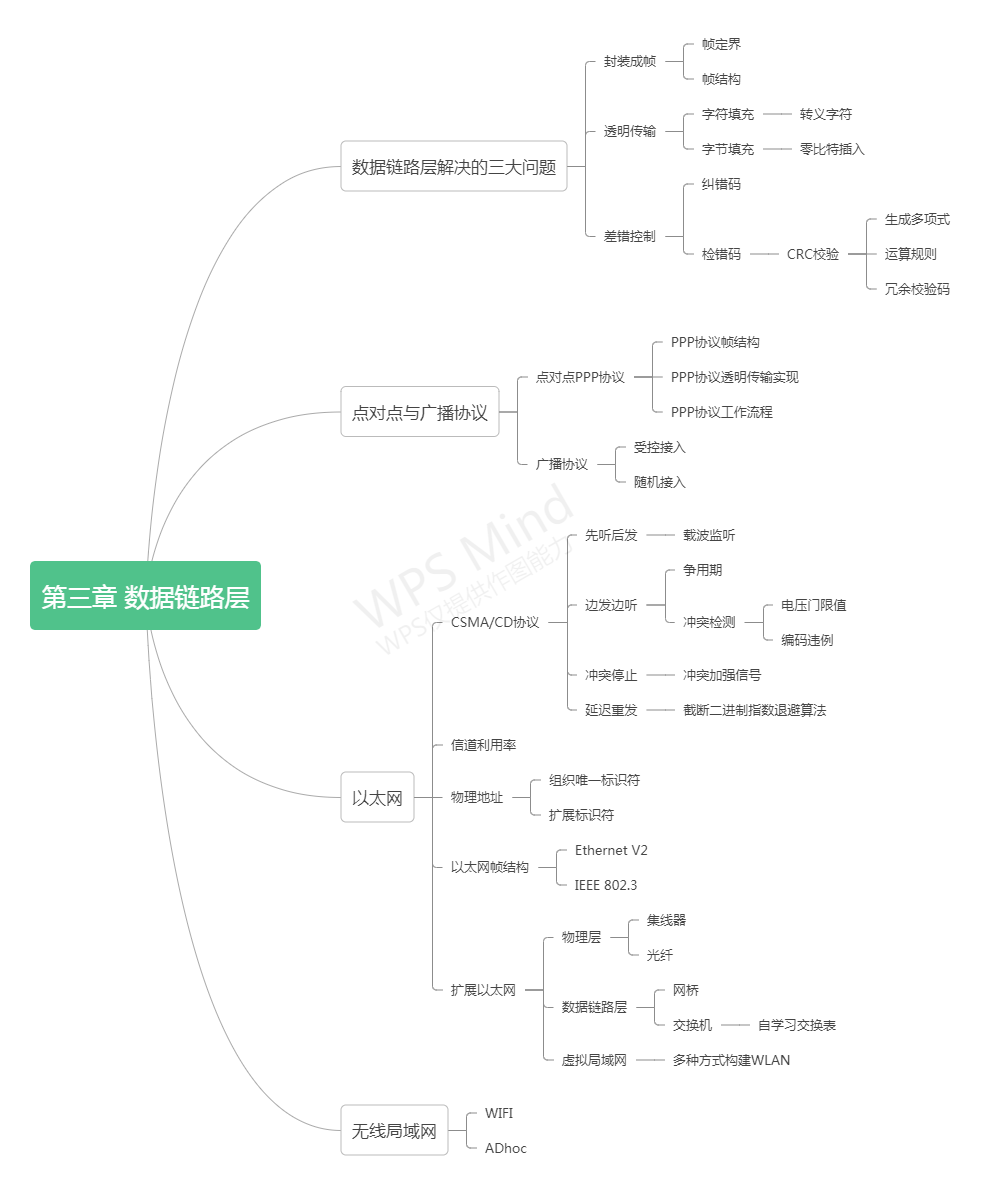 第三章 数据链路层
数据链路层解决的三大问题
封装成帧
帧定界
帧结构
透明传输
字符填充
转义字符
字节填充
零比特插入
差错控制
纠错码
检错码
CRC校验
生成多项式
运算规则
冗余校验码
点对点与广播协议
点对点PPP协议
PPP协议帧结构
PPP协议透明传输实现
PPP协议工作流程
广播协议
受控接入
随机接入
以太网
CSMA/CD协议
先听后发
载波监听
边发边听
争用期
冲突检测
电压门限值
编码违例
冲突停止
冲突加强信号
延迟重发
截断二进制指数退避算法
信道利用率
物理地址
组织唯一标识符
扩展标识符
以太网帧结构
Ethernet V2
IEEE 802.3
扩展以太网
物理层
集线器
光纤
数据链路层
网桥
交换机
自学习交换表
虚拟局域网
多种方式构建WLAN
无线局域网
WIFI
ADhoc
WPS Mind
WPS仅提供作图能力